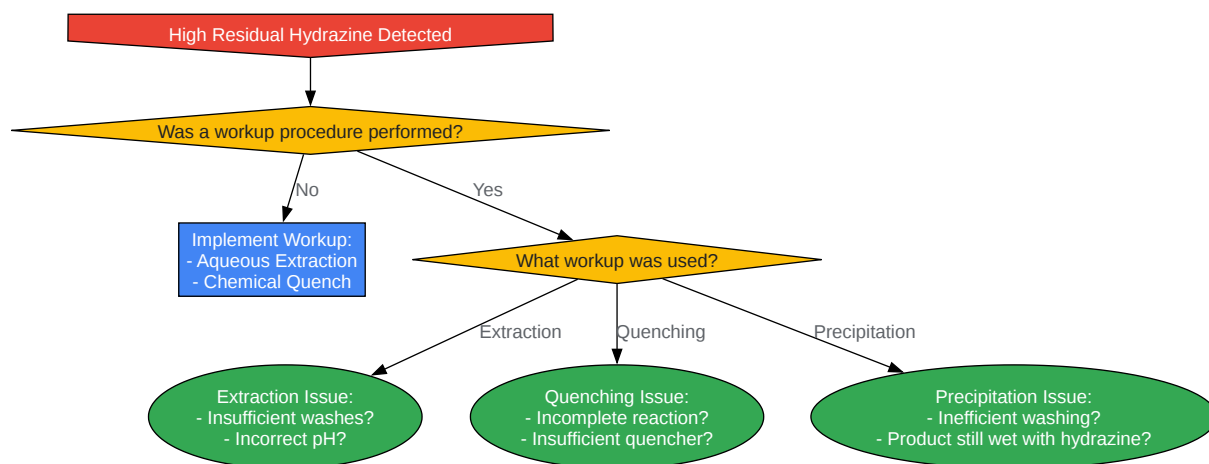 High Residual Hydrazine Detected
Was a workup procedure performed?
No
Yes
Implement Workup:
- Aqueous Extraction
- Chemical Quench
What workup was used?
Extraction
Quenching
Precipitation
Extraction Issue:
- Insufficient washes?
- Incorrect pH?
Quenching Issue:
- Incomplete reaction?
- Insufficient quencher?
Precipitation Issue:
- Inefficient washing?
- Product still wet with hydrazine?